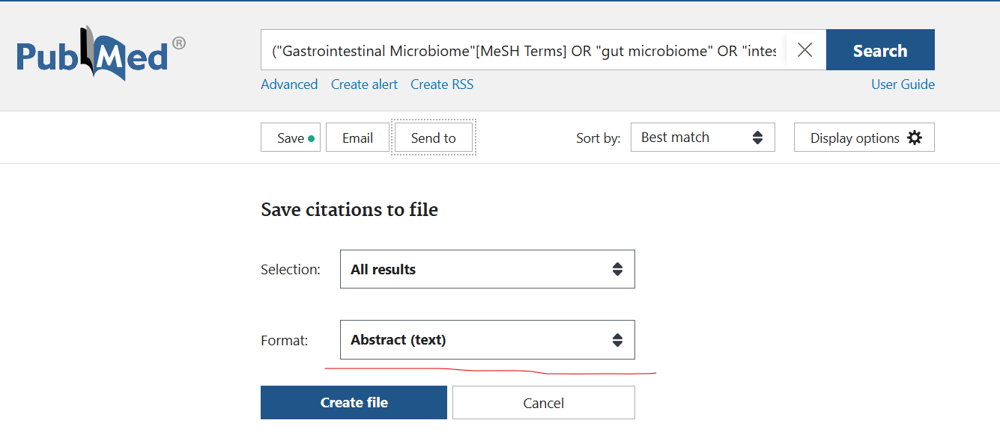 PubMed®
("Gastrointestinal Microbiome"[MeSH Terms] OR "gut microbiome" OR "intes
Search
Advanced Create alert Create RSS
User Guide
Save Email Send to
Sort by: Best match
Display options
Save citations to file
Selection: All results
Format: Abstract (text)
Create file Cancel